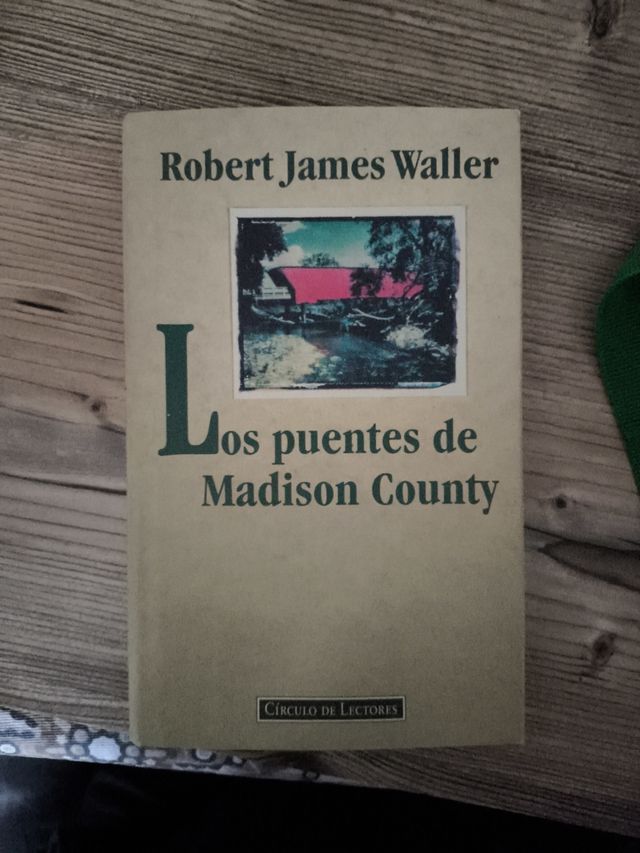 Robert James Waller
Los puentes de
Madison County
CÍRCULO DE LECTORES